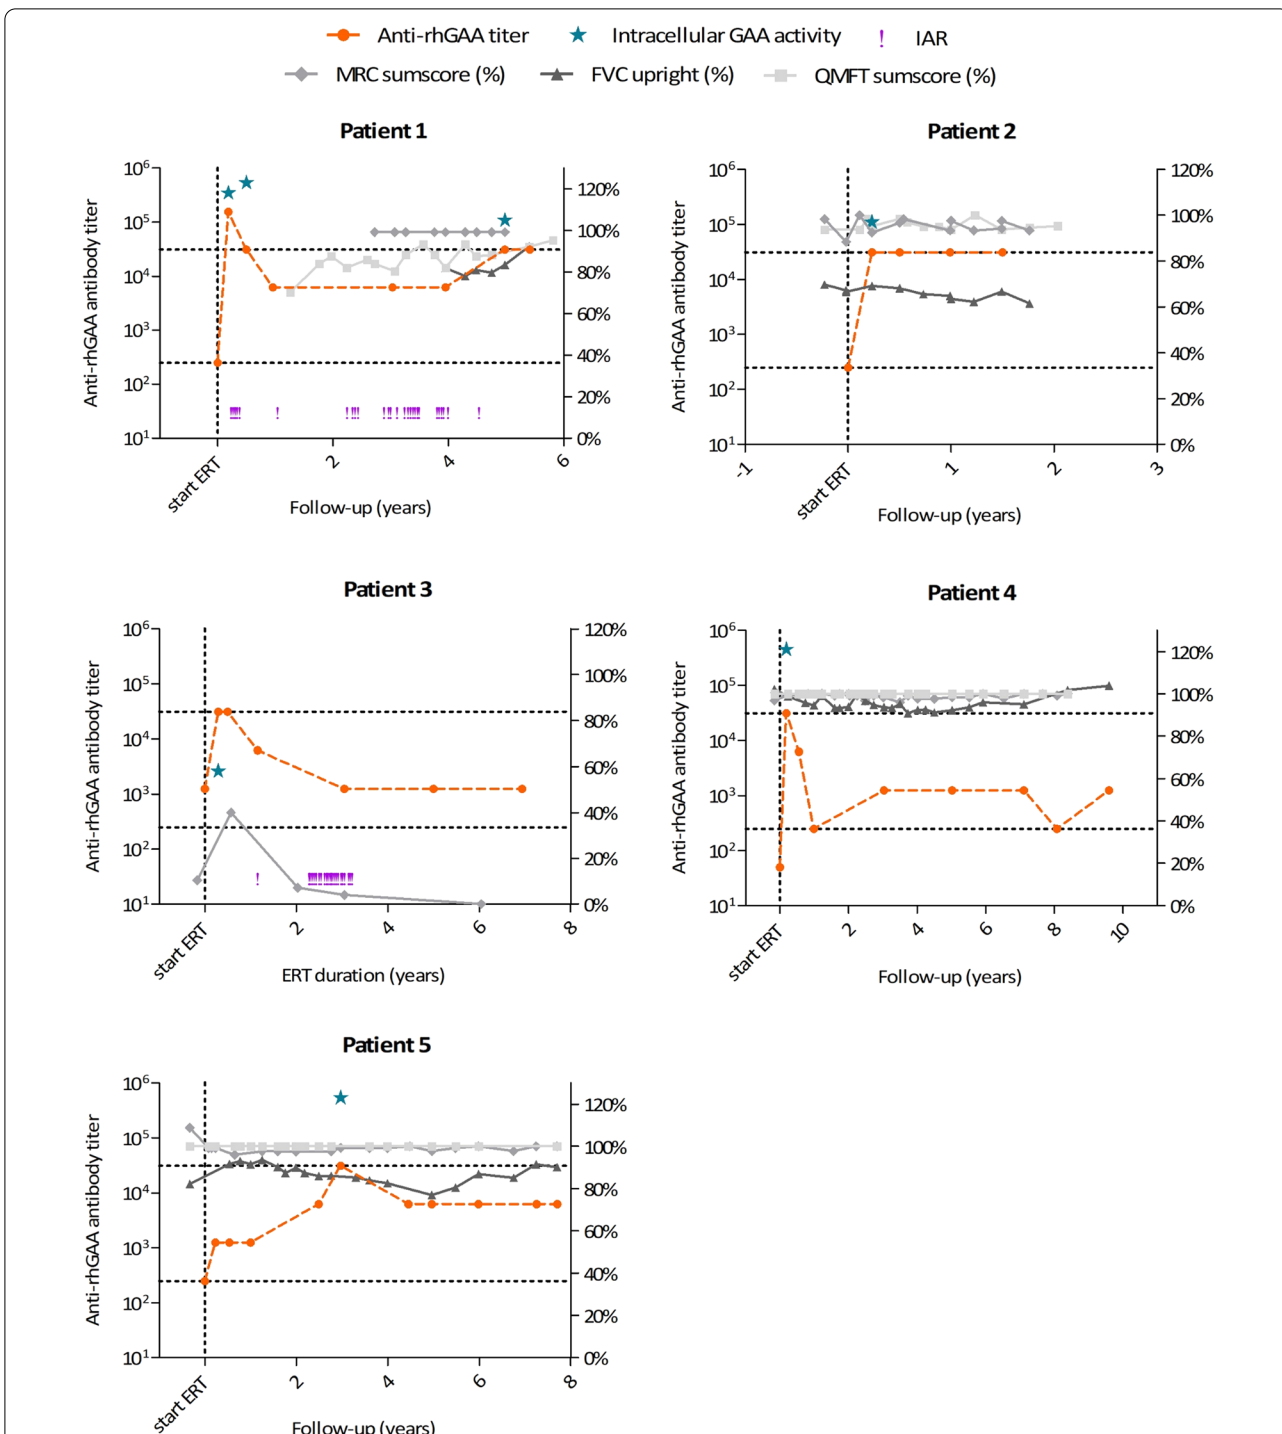 Anti-rhGAA titer Intracellular GAA activity IAR
MRC sumscore (%) FVC upright (%) QMFT sumscore (%)
Patient 1
Anti-rhGAA antibody titer
10^6
10^5
10^4
10^3
10^2
10^1
120%
100%
80%
60%
40%
20%
0%
start ERT 2 4 6
Follow-up (years)
Patient 2
Anti-rhGAA antibody titer
10^6
10^5
10^4
10^3
10^2
10^1
120%
100%
80%
60%
40%
20%
0%
-1 start ERT 1 2 3
Follow-up (years)
Patient 3
Anti-rhGAA antibody titer
10^6
10^5
10^4
10^3
10^2
10^1
120%
100%
80%
60%
40%
20%
0%
start ERT 2 4 6 8
ERT duration (years)
Patient 4
Anti-rhGAA antibody titer
10^6
10^5
10^4
10^3
10^2
10^1
120%
100%
80%
60%
40%
20%
0%
start ERT 2 4 6 8 10
Follow-up (years)
Patient 5
Anti-rhGAA antibody titer
10^6
10^5
10^4
10^3
10^2
10^1
120%
100%
80%
60%
40%
20%
0%
start ERT 2 4 6 8
Follow-up (years)